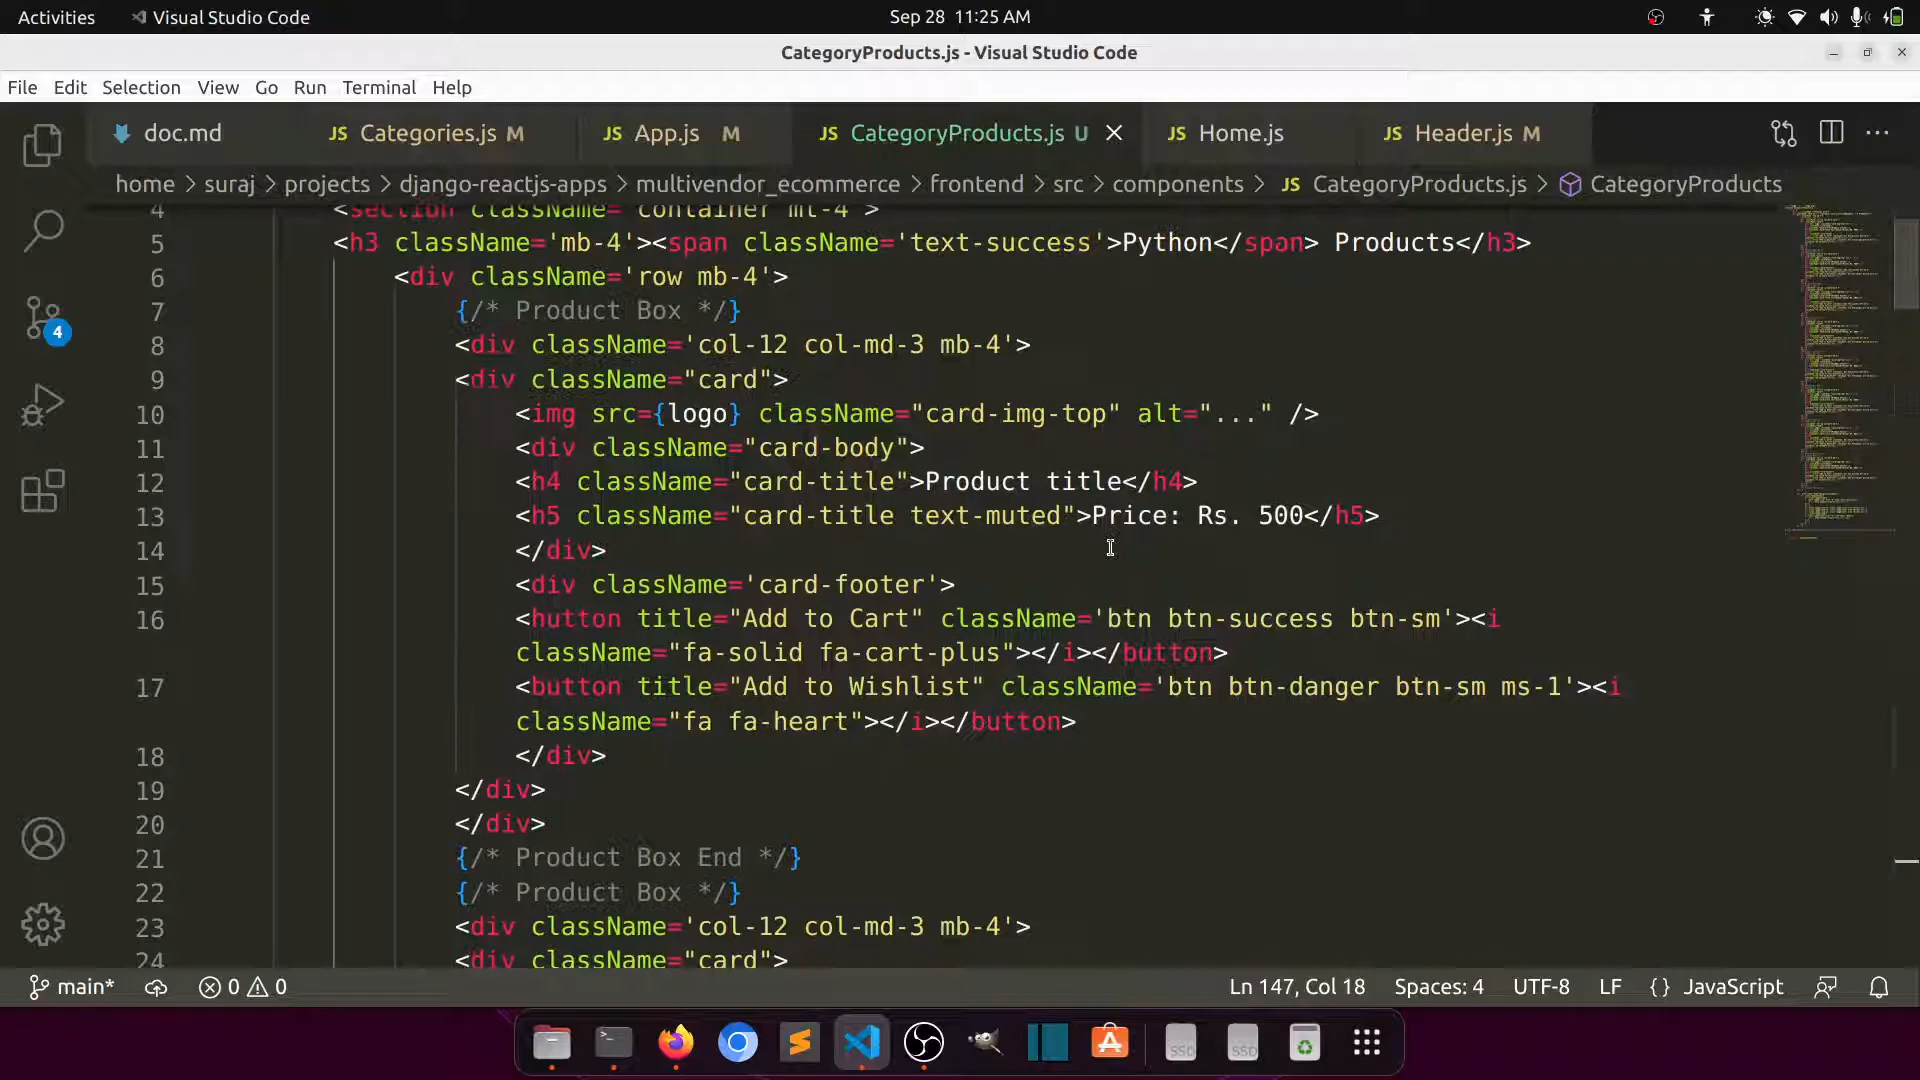 Activities Visual Studio Code Sep 28 11:25 AM
CategoryProducts.js - Visual Studio Code
File Edit Selection View Go Run Terminal Help
doc.md JS Categories.js M JS App.js M JS CategoryProducts.js U JS Home.js JS Header.js M
home > suraj > projects > django-reactjs-apps > multivendor_ecommerce > frontend > src > components > JS CategoryProducts.js > CategoryProducts
4 <section className='container mt-4'>
5 <h3 className='mb-4'><span className='text-success'>Python</span> Products</h3>
6 <div className='row mb-4'>
7 {/* Product Box */}
8 <div className='col-12 col-md-3 mb-4'>
9 <div className="card">
10 <img src={logo} className="card-img-top" alt="..." />
11 <div className="card-body">
12 <h4 className="card-title">Product title</h4>
13 <h5 className="card-title text-muted">Price: Rs. 500</h5>
14 </div>
15 <div className='card-footer'>
16 <hutton title="Add to Cart" className='btn btn-success btn-sm'><i
className="fa-solid fa-cart-plus"></i></button>
17 <button title="Add to Wishlist" className='btn btn-danger btn-sm ms-1'><i
className="fa fa-heart"></i></button>
18 </div>
19 </div>
20 </div>
21 {/* Product Box End */}
22 {/* Product Box */}
23 <div className='col-12 col-md-3 mb-4'>
24 <div className="card">
4
main* 0 0 Ln 147, Col 18 Spaces: 4 UTF-8 LF {} JavaScript
SSD SSD